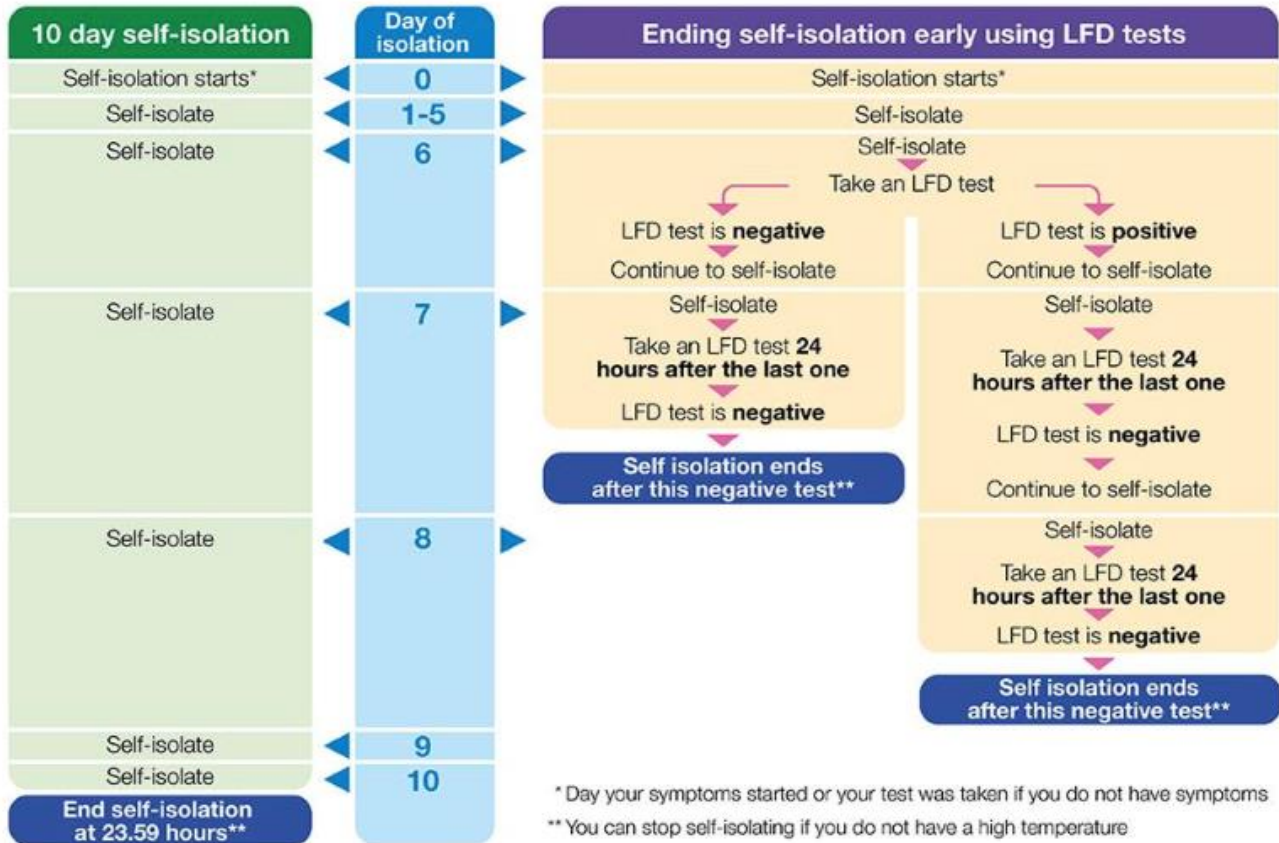 10 day self-isolation
Self-isolation starts*
Self-isolate
Self-isolate
Self-isolate
Self-isolate
Self-isolate
Self-isolate
End self-isolation
at 23.59 hours**
Day of
isolation
0
1-5
6
7
8
9
10
Ending self-isolation early using LFD tests
Self-isolation starts*
Self-isolate
Self-isolate
Take an LFD test
LFD test is negative
Continue to self-isolate
Self-isolate
Take an LFD test 24
hours after the last one
LFD test is negative
Self isolation ends
after this negative test**
LFD test is positive
Continue to self-isolate
Self-isolate
Take an LFD test 24
hours after the last one
LFD test is negative
Continue to self-isolate
Self-isolate
Take an LFD test 24
hours after the last one
LFD test is negative
Self isolation ends
after this negative test**
* Day your symptoms started or your test was taken if you do not have symptoms
** You can stop self-isolating if you do not have a high temperature